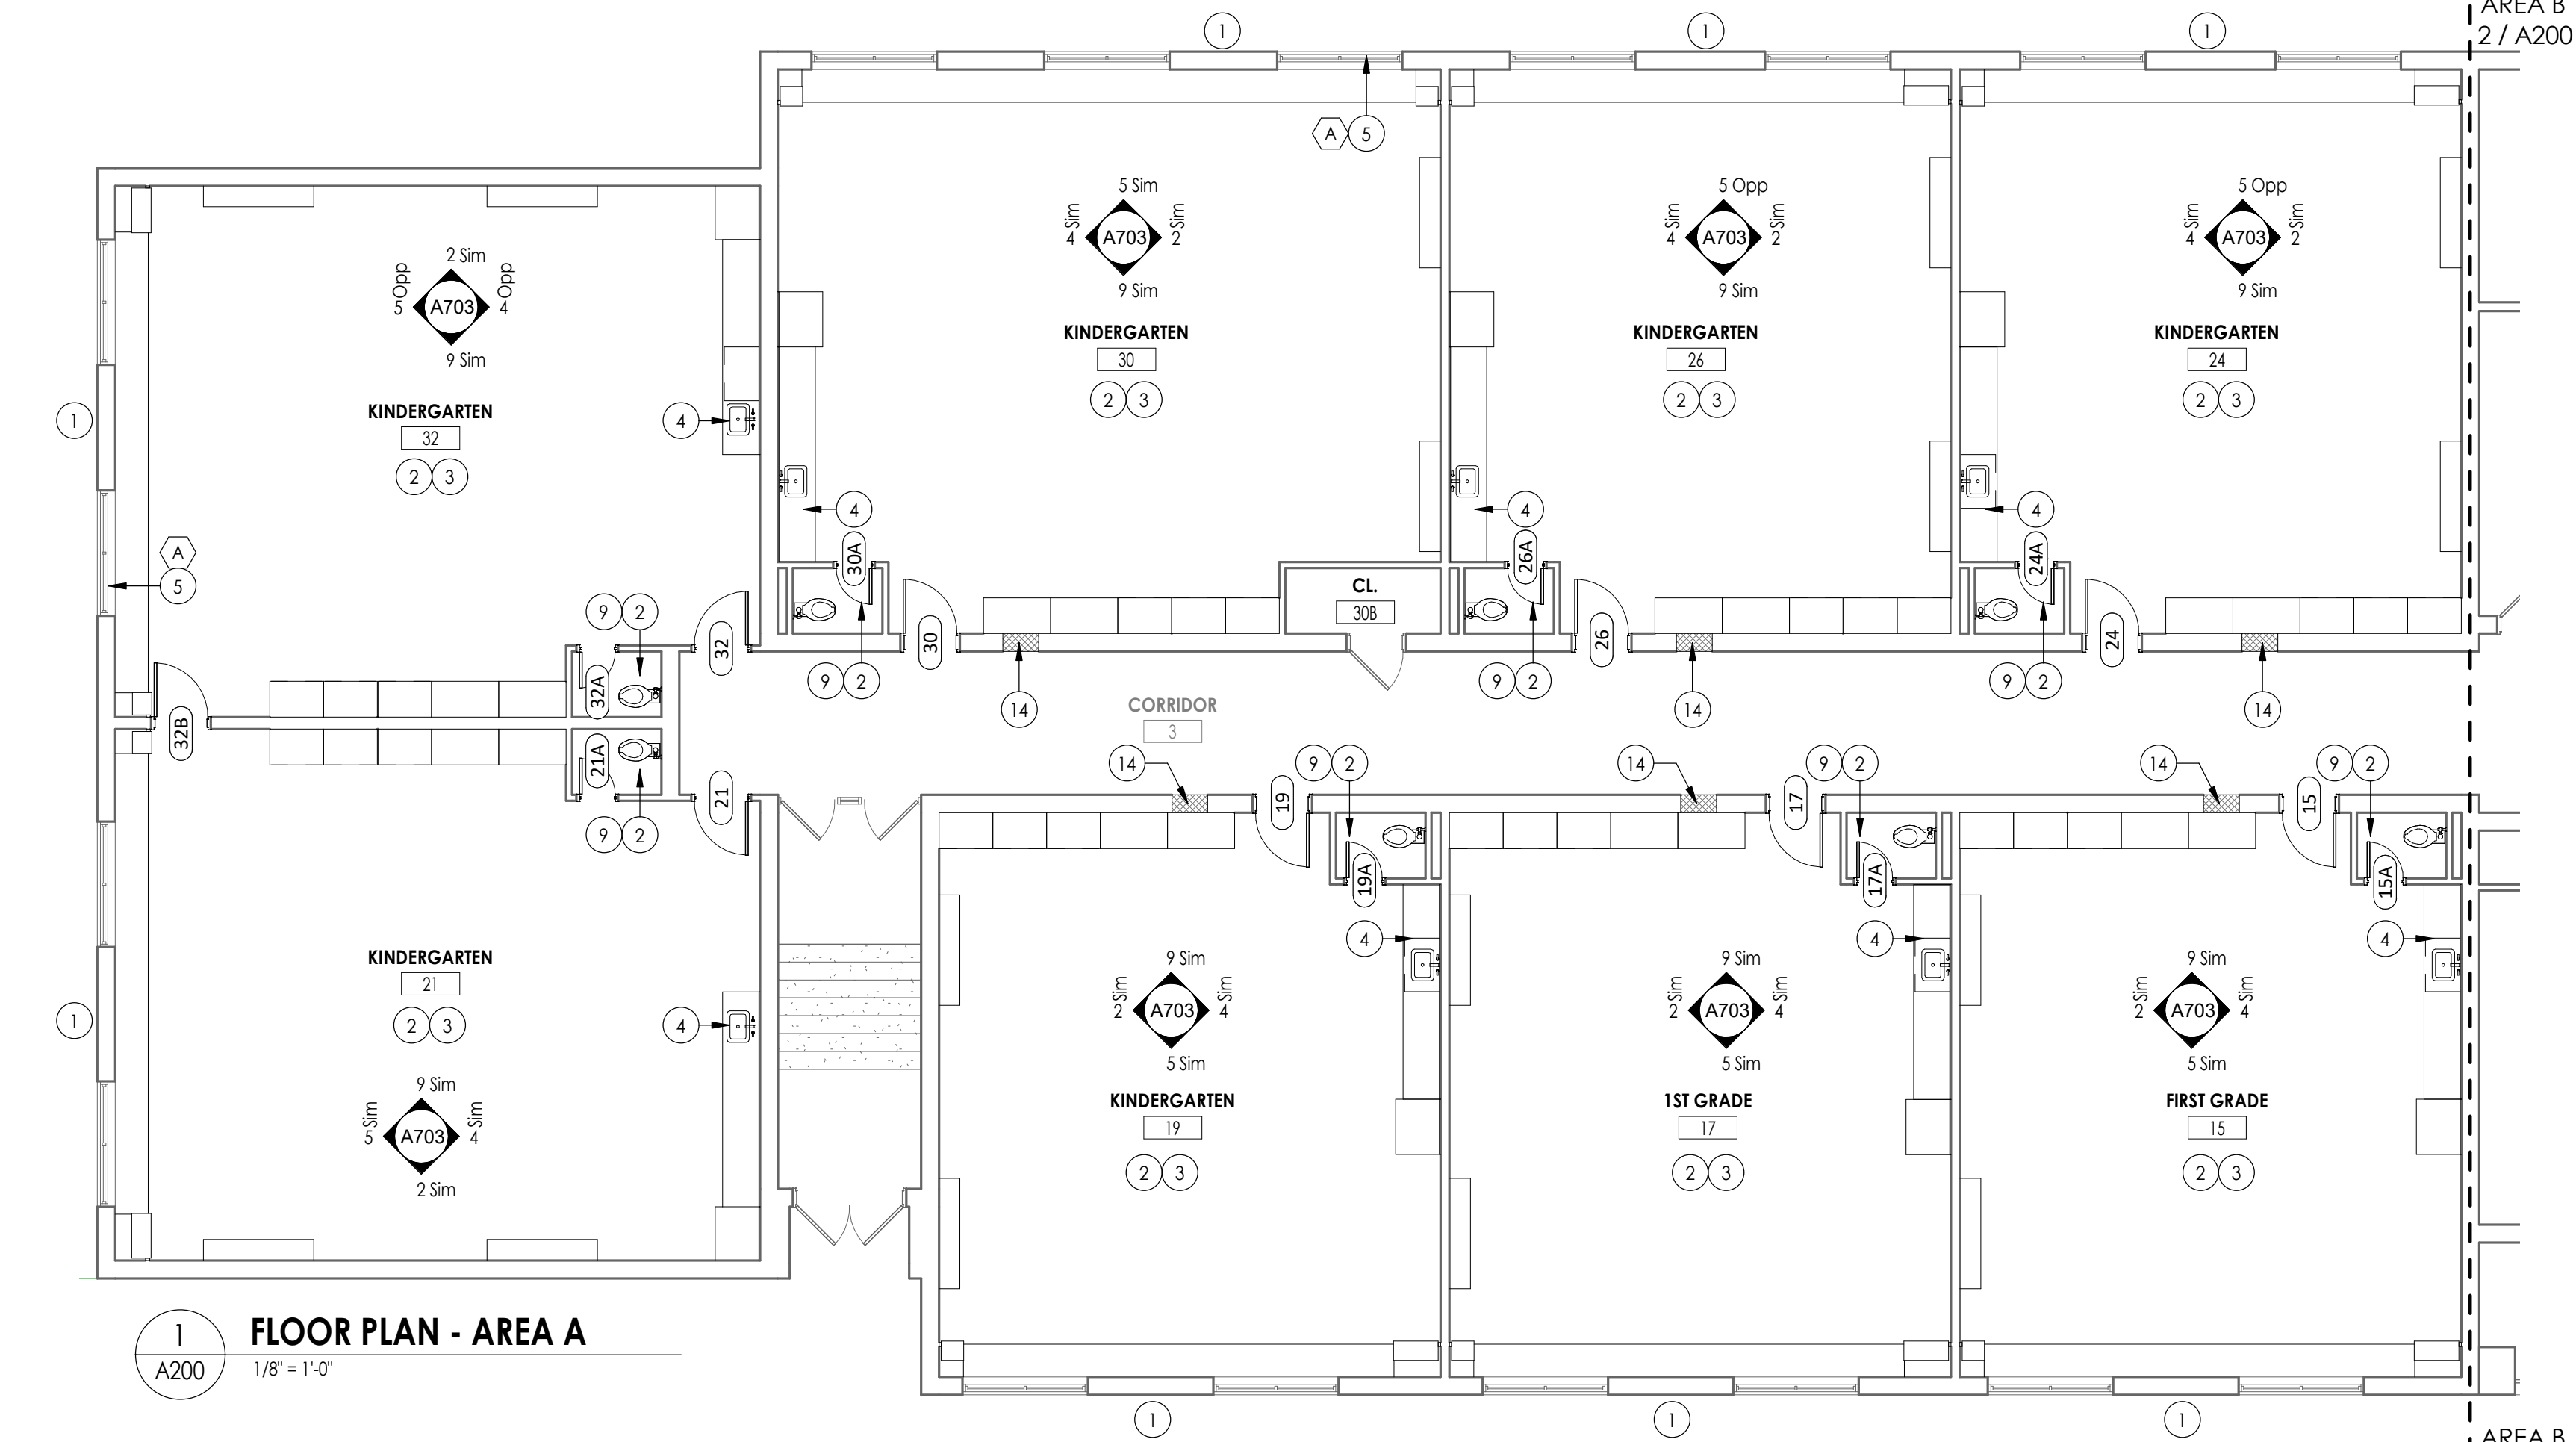 AREA B
2 / A200
1
1
1
A
5
5 Sim
4 Sim
A703
2 Sim
9 Sim
KINDERGARTEN
30
2
3
5 Opp
4 Sim
A703
2 Sim
9 Sim
KINDERGARTEN
26
2
3
5 Opp
4 Sim
A703
2 Sim
9 Sim
KINDERGARTEN
24
2
3
2 Sim
5 Opp
A703
4 Opp
9 Sim
KINDERGARTEN
32
2
3
1
4
A
5
4
30A
4
26A
4
24A
CL.
30B
9
2
32
30
26
24
32A
32B
9
2
9
2
9
2
14
14
14
CORRIDOR
3
21A
21
9
2
14
19
9
2
14
17
9
2
14
15
9
2
19A
17A
15A
4
4
4
KINDERGARTEN
21
2
3
1
4
9 Sim
5 Sim
A703
4 Sim
2 Sim
9 Sim
2 Sim
A703
4 Sim
5 Sim
KINDERGARTEN
19
2
3
9 Sim
2 Sim
A703
4 Sim
5 Sim
1ST GRADE
17
2
3
9 Sim
2 Sim
A703
4 Sim
5 Sim
FIRST GRADE
15
2
3
1
A200
FLOOR PLAN - AREA A
1/8" = 1'-0"
1
1
1
AREA B